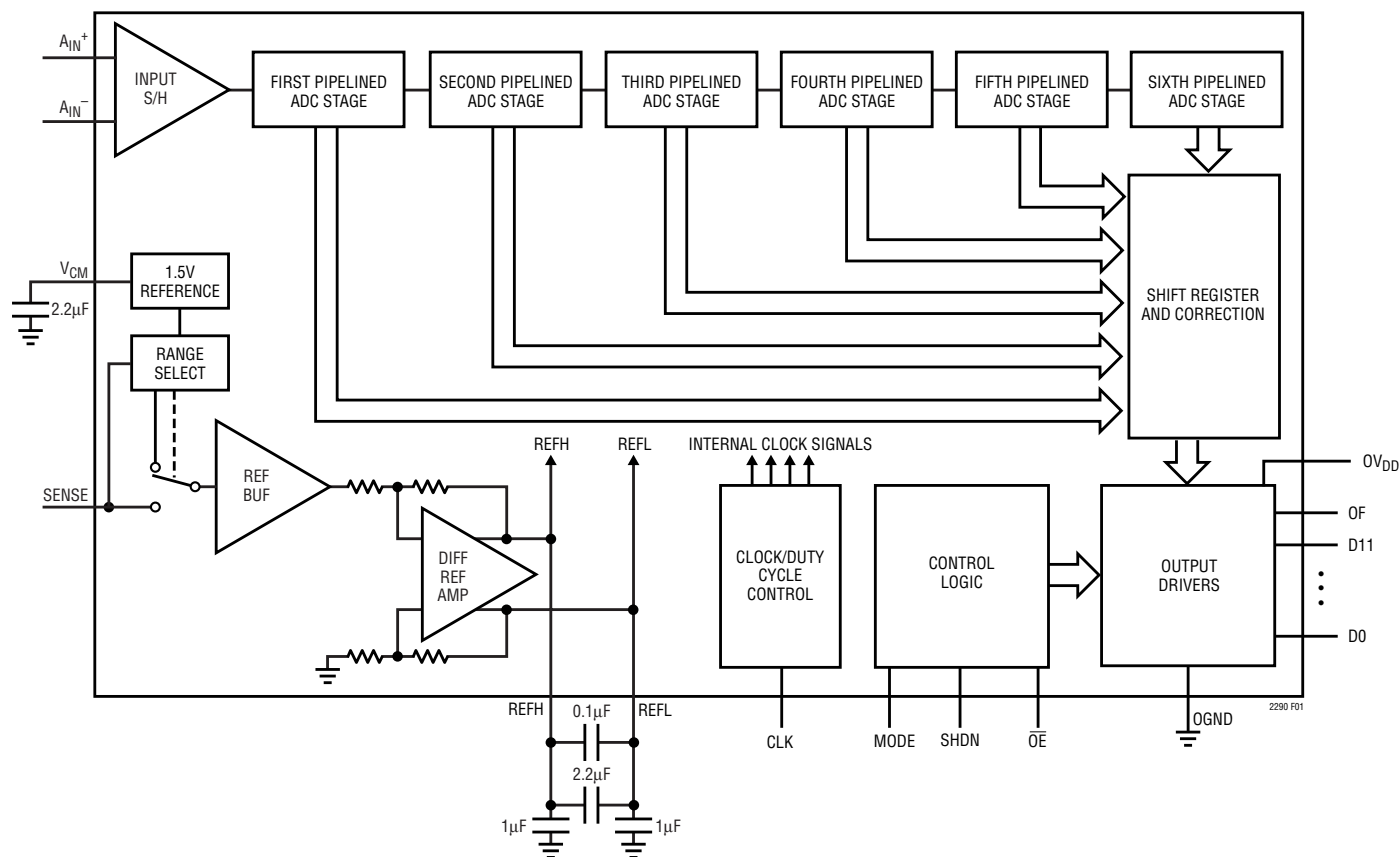 AIN+
INPUT
S/H
AIN−
FIRST PIPELINED
ADC STAGE
SECOND PIPELINED
ADC STAGE
THIRD PIPELINED
ADC STAGE
FOURTH PIPELINED
ADC STAGE
FIFTH PIPELINED
ADC STAGE
SIXTH PIPELINED
ADC STAGE
SHIFT REGISTER
AND CORRECTION
VCM
2.2µF
1.5V
REFERENCE
RANGE
SELECT
SENSE
REF
BUF
DIFF
REF
AMP
REFH
REFL
INTERNAL CLOCK SIGNALS
CLOCK/DUTY
CYCLE
CONTROL
CONTROL
LOGIC
OUTPUT
DRIVERS
OVDD
OF
D11
D0
REFH
0.1µF
REFL
2.2µF
1µF
1µF
CLK
MODE
SHDN
O̅E̅
OGND
2290 F01